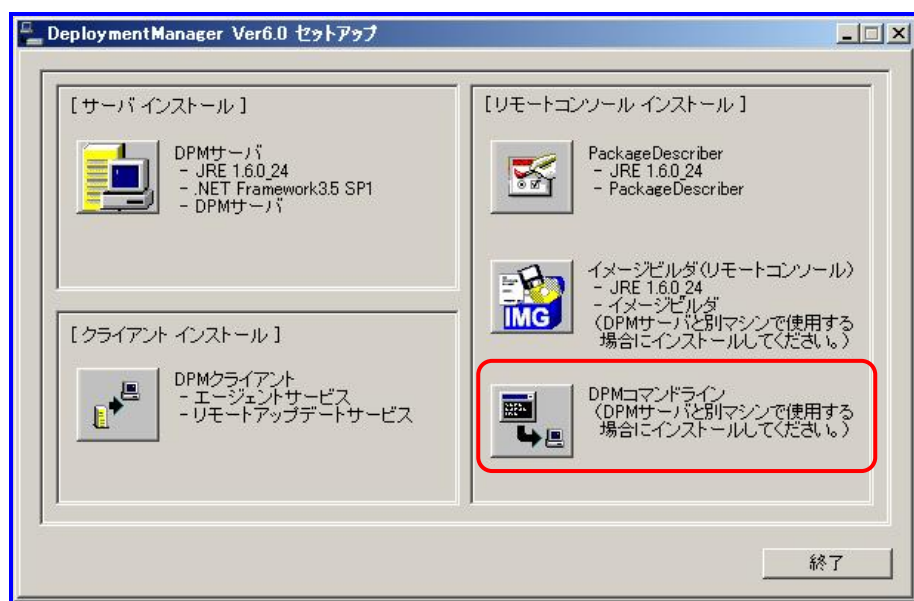 DeploymentManager Ver6.0 セットアップ
[サーバ インストール]
DPMサーバ
- JRE 1.6.0_24
- .NET Framework3.5 SP1
- DPMサーバ
[クライアント インストール]
DPMクライアント
- エージェントサービス
- リモートアップデートサービス
[リモートコンソール インストール]
PackageDescriber
- JRE 1.6.0_24
- PackageDescriber
IMG
イメージビルダ(リモートコンソール)
- JRE 1.6.0_24
- イメージビルダ
(DPMサーバと別マシンで使用する
場合にインストールしてください。)
DPMコマンドライン
(DPMサーバと別マシンで使用する
場合にインストールしてください。)
終了